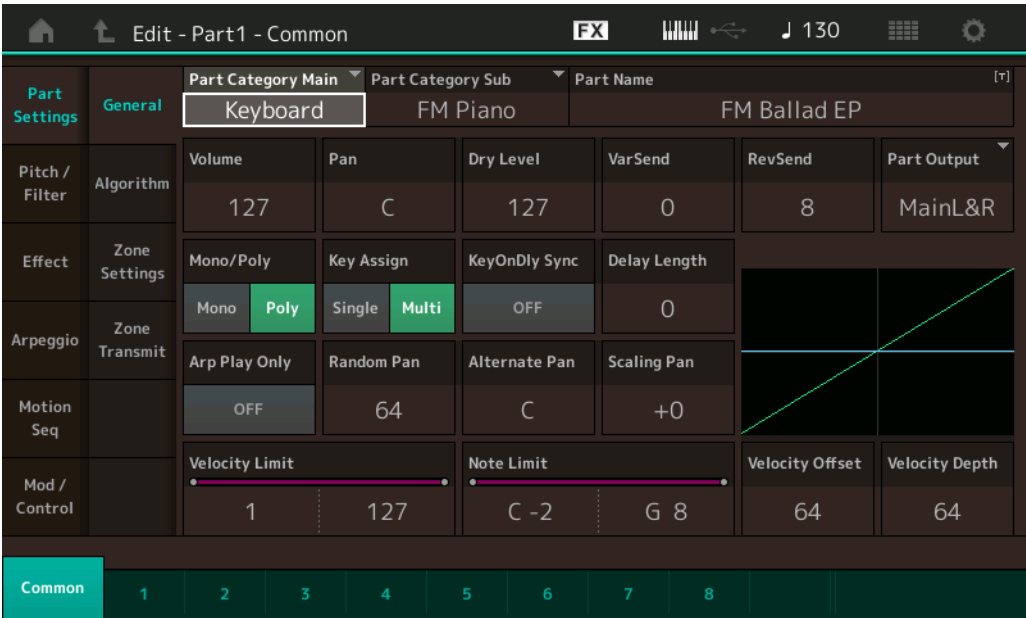 Edit - Part1 - Common
FX
130
Part Settings
General
Part Category Main
Part Category Sub
Part Name
[T]
Keyboard
FM Piano
FM Ballad EP
Pitch / Filter
Algorithm
Volume
Pan
Dry Level
VarSend
RevSend
Part Output
127
C
127
0
8
MainL&R
Effect
Zone Settings
Mono/Poly
Key Assign
KeyOnDly Sync
Delay Length
Mono
Poly
Single
Multi
OFF
0
Arpeggio
Zone Transmit
Arp Play Only
Random Pan
Alternate Pan
Scaling Pan
OFF
64
C
+0
Motion Seq
Velocity Limit
Note Limit
Velocity Offset
Velocity Depth
Mod / Control
1
127
C -2
G 8
64
64
Common
1
2
3
4
5
6
7
8